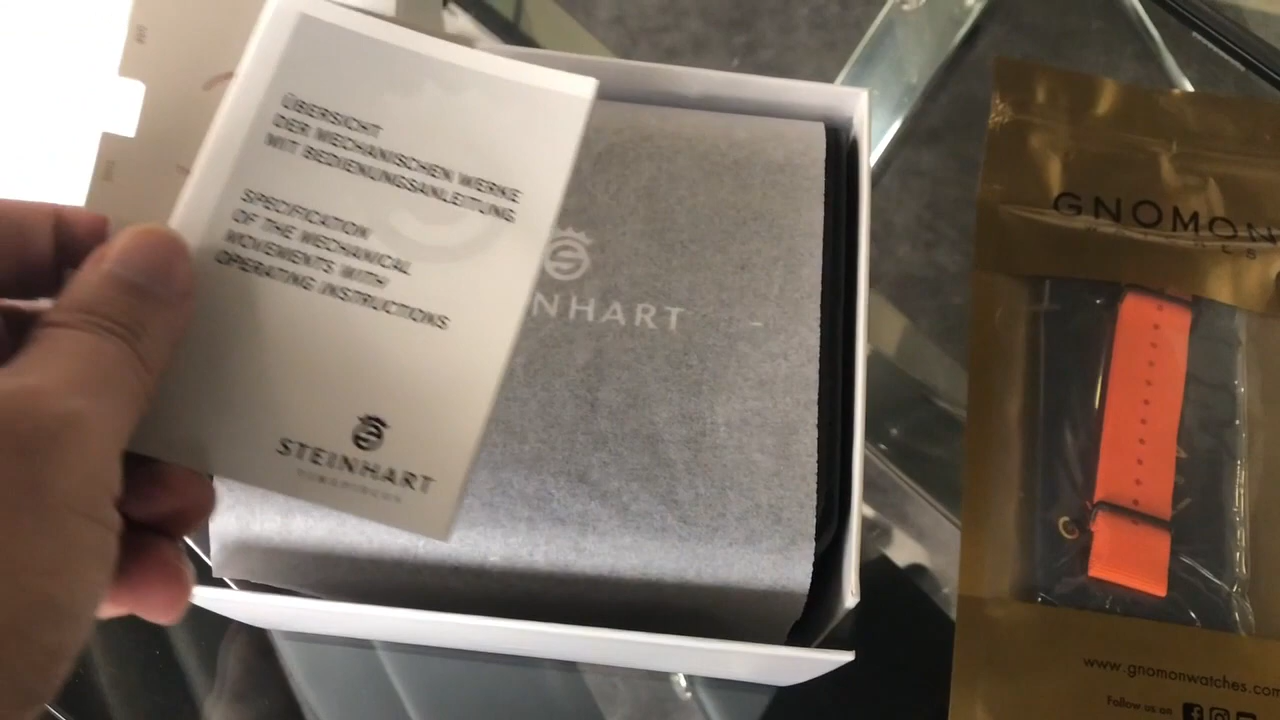 ÜBERSICHT
DER MECHANISCHEN WERKE
MIT BEDIENUNGSANLEITUNG
SPECIFICATION
OF THE MECHANICAL
MOVEMENTS WITH
OPERATING INSTRUCTIONS
STEINHART
EINHART
GNOMON
www.gnomonwatches.com
Follow us on